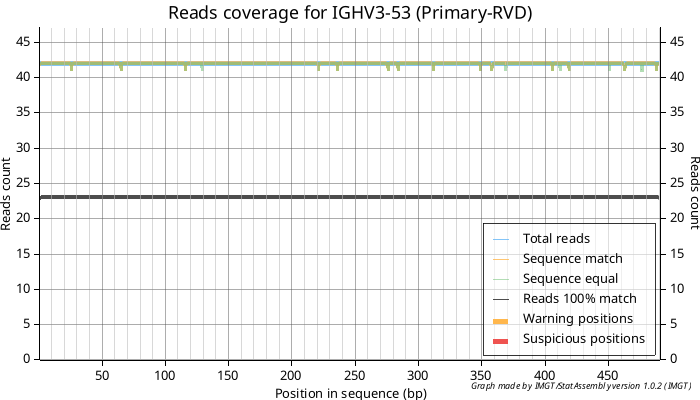 Reads coverage for IGHV3-53 (Primary-RVD)
45 45
40 40
35 35
30 30
25 25
20 20
15 15
10 10
5 5
0 0
Reads count
Reads count
Total reads
Sequence match
Sequence equal
Reads 100% match
Warning positions
Suspicious positions
50 100 150 200 250 300 350 400 450
Position in sequence (bp)
Graph made by IMGT/StatAssembly version 1.0.2 (IMGT)